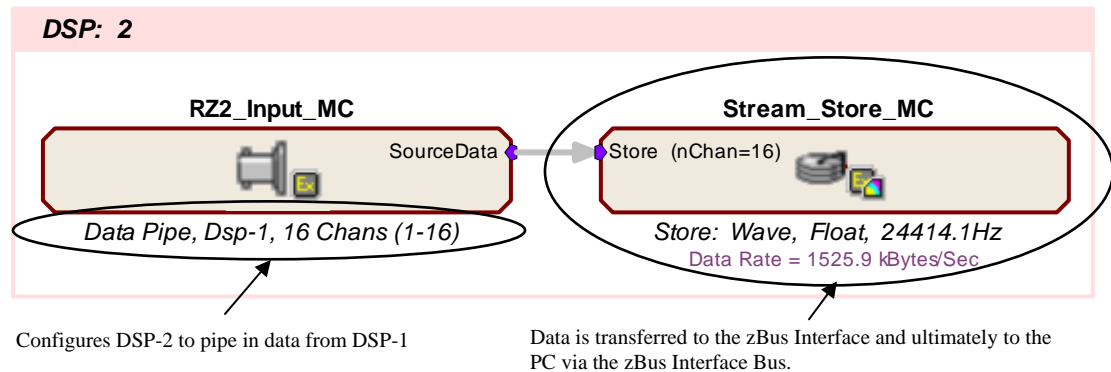 DSP: 2
RZ2_Input_MC
SourceData
Ex
Data Pipe, Dsp-1, 16 Chans (1-16)
Stream_Store_MC
Store (nChan=16)
Ex
Store: Wave, Float, 24414.1Hz
Data Rate = 1525.9 kBytes/Sec
Configures DSP-2 to pipe in data from DSP-1
Data is transferred to the zBus Interface and ultimately to the
PC via the zBus Interface Bus.